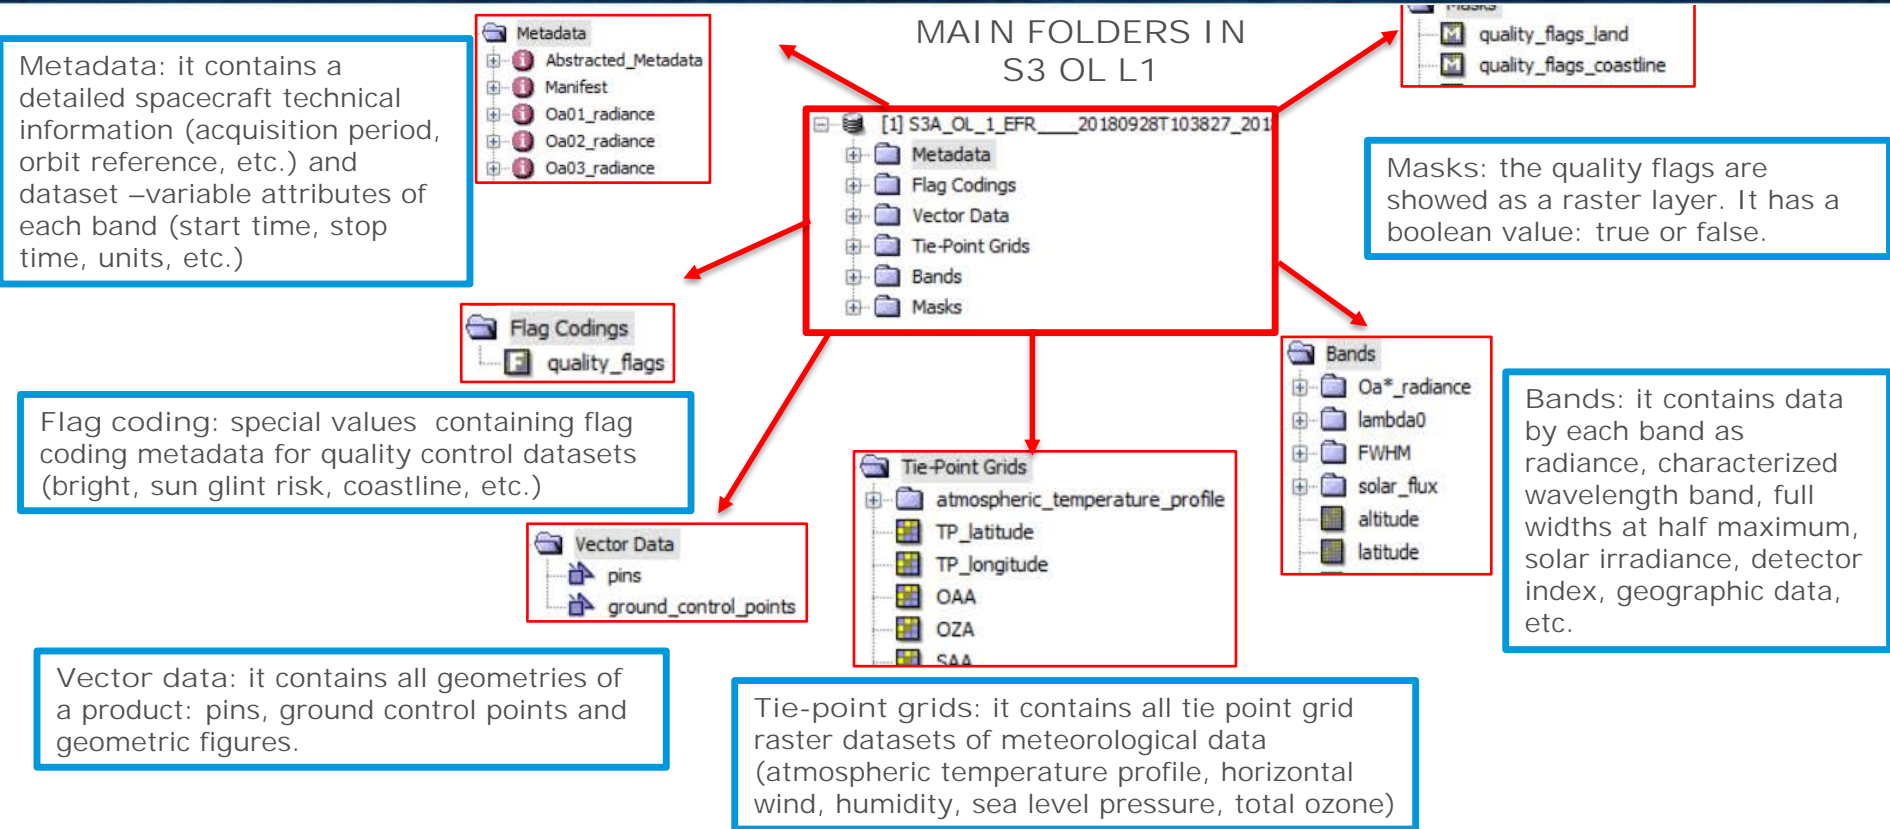 MAIN FOLDERS IN
S3 OL L1
Metadata: it contains a
detailed spacecraft technical
information (acquisition period,
orbit reference, etc.) and
dataset –variable attributes of
each band (start time, stop
time, units, etc.)
Metadata
Abstracted_Metadata
Manifest
Oa01_radiance
Oa02_radiance
Oa03_radiance
[1] S3A_OL_1_EFR____20180928T103827_201
Metadata
Flag Codings
Vector Data
Tie-Point Grids
Bands
Masks
Masks
quality_flags_land
quality_flags_coastline
Masks: the quality flags are
showed as a raster layer. It has a
boolean value: true or false.
Flag Codings
quality_flags
Flag coding: special values containing flag
coding metadata for quality control datasets
(bright, sun glint risk, coastline, etc.)
Vector Data
pins
ground_control_points
Vector data: it contains all geometries of
a product: pins, ground control points and
geometric figures.
Tie-Point Grids
atmospheric_temperature_profile
TP_latitude
TP_longitude
OAA
OZA
SAA
Tie-point grids: it contains all tie point grid
raster datasets of meteorological data
(atmospheric temperature profile, horizontal
wind, humidity, sea level pressure, total ozone)
Bands
Oa*_radiance
lambda0
FWHM
solar_flux
altitude
latitude
Bands: it contains data
by each band as
radiance, characterized
wavelength band, full
widths at half maximum,
solar irradiance, detector
index, geographic data,
etc.